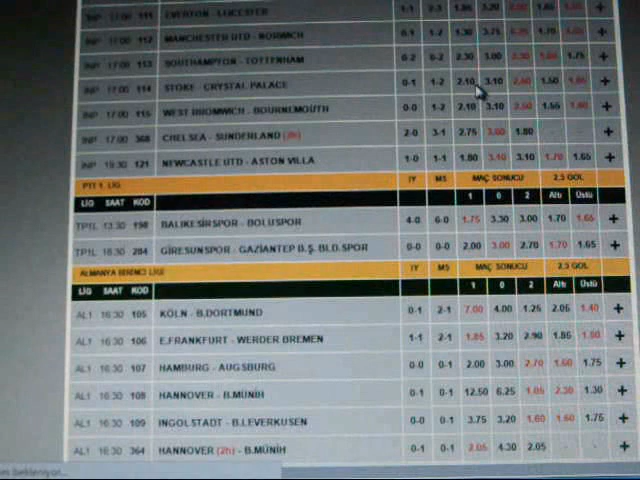 İNP 17:00 111 EVERTON - LEICESTER 1-1 2-3 1.85 3.20 +
İNP 17:00 112 MANCHESTER UTD - NORWICH 0-1 1-2 1.30 3.75 1.70 +
İNP 17:00 113 SOUTHAMPTON - TOTTENHAM 0-2 0-2 2.30 3.00 2.30 1.60 1.75 +
İNP 17:00 114 STOKE - CRYSTAL PALACE 0-1 1-2 2.10 3.10 2.50 +
İNP 17:00 115 WEST BROMWICH - BOURNEMOUTH 0-0 1-2 2.10 3.10 1.55 +
İNP 17:00 368 CHELSEA - SUNDERLAND (2h) 2-0 3-1 2.75 3.60 1.80 - - +
İNP 19:30 121 NEWCASTLE UTD - ASTON VILLA 1-0 1-1 1.80 3.10 3.10 1.70 1.65 +
PTT 1. LİG İY MS MAÇ SONUCU 2,5 GOL
LİG SAAT KOD 1 0 2 Altı Üstü
TP1L 13:30 198 BALIKESİRSPOR - BOLUSPOR 4-0 6-0 1.75 3.30 3.00 1.70 1.65 +
TP1L 16:30 204 GİRESUNSPOR - GAZİANTEP B.Ş. BLD.SPOR 0-0 0-0 2.00 3.00 2.70 1.70 1.65 +
ALMANYA BİRİNCİ LİGİ İY MS MAÇ SONUCU 2,5 GOL
LİG SAAT KOD 1 0 2 Altı Üstü
AL1 16:30 105 KÖLN - B.DORTMUND 0-1 2-1 7.00 4.00 1.25 2.05 1.40 +
AL1 16:30 106 E.FRANKFURT - WERDER BREMEN 1-1 2-1 1.85 3.20 2.90 1.85 1.50 +
AL1 16:30 107 HAMBURG - AUGSBURG 0-0 0-1 2.00 3.00 2.70 1.60 1.75 +
AL1 16:30 108 HANNOVER - B.MÜNİH 0-1 0-1 12.50 6.25 1.05 2.30 1.30 +
AL1 16:30 109 INGOLSTADT - B.LEVERKUSEN 0-0 0-1 3.75 3.20 1.60 1.60 1.75 +
AL1 16:30 364 HANNOVER (2h) - B.MÜNİH 0-1 0-1 2.05 4.30 2.05 - - +
bekleniyor...